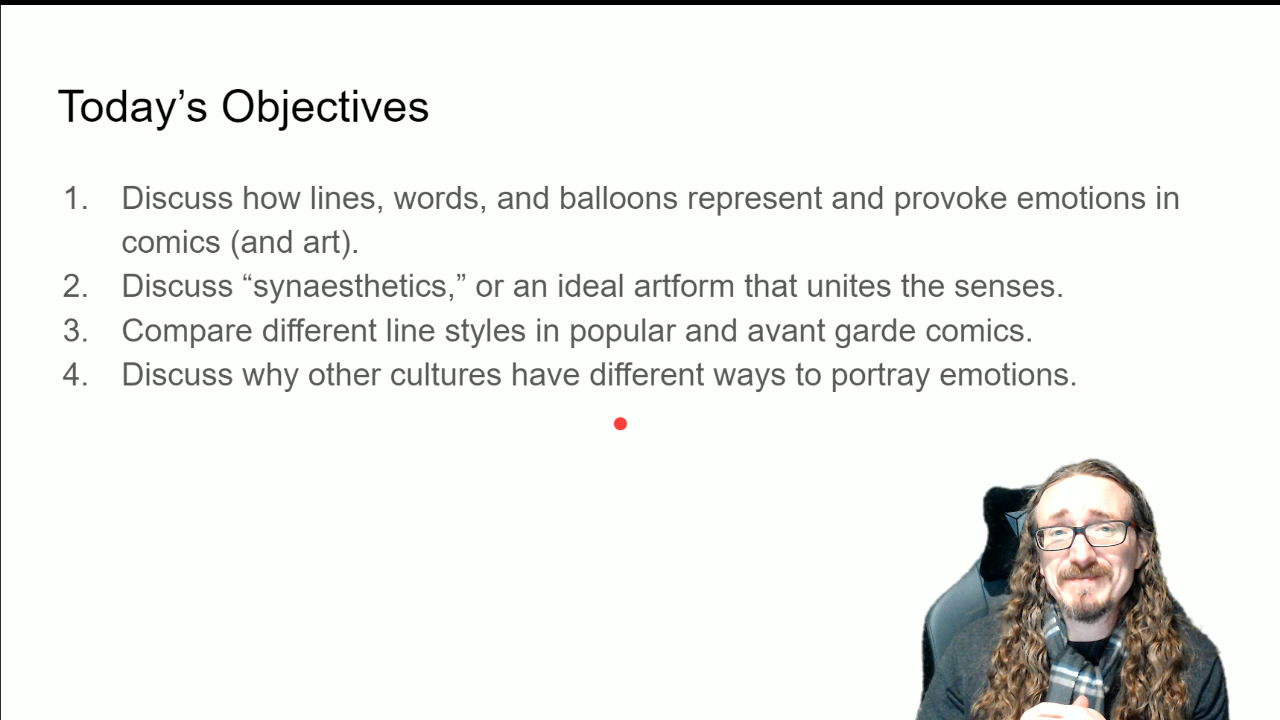 Today’s Objectives
1. Discuss how lines, words, and balloons represent and provoke emotions in
comics (and art).
2. Discuss “synaesthetics,” or an ideal artform that unites the senses.
3. Compare different line styles in popular and avant garde comics.
4. Discuss why other cultures have different ways to portray emotions.